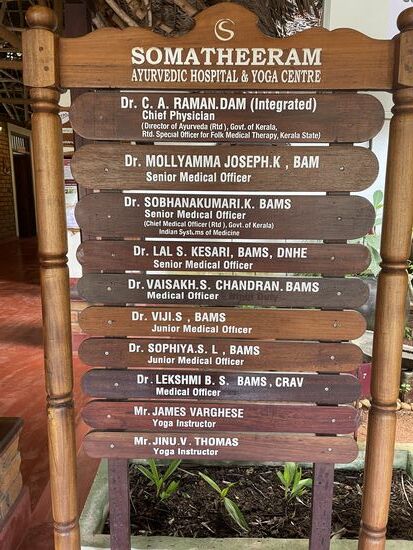 SOMATHEERAM
AYURVEDIC HOSPITAL & YOGA CENTRE
Dr. C. A. RAMAN.DAM (Integrated)
Chief Physician
(Director of Ayurveda (Rtd), Govt. of Kerala,
Rtd. Special Officer for Folk Medical Therapy, Kerala State)
Dr. MOLLYAMMA JOSEPH.K , BAM
Senior Medical Officer
Dr. SOBHANAKUMARI.K. BAMS
Senior Medical Officer
(Chief Medical Officer (Rtd), Govt. of Kerala)
Indian Systems of Medicine
Dr. LAL S. KESARI, BAMS, DNHE
Senior Medical Officer
Dr. VAISAKH.S. CHANDRAN.BAMS
Medical Officer
Dr. VIJI.S , BAMS
Junior Medical Officer
Dr. SOPHIYA.S. L , BAMS
Junior Medical Officer
Dr. LEKSHMI B. S. BAMS, CRAV
Medical Officer
Mr. JAMES VARGHESE
Yoga Instructor
Mr. JINU.V. THOMAS
Yoga Instructor